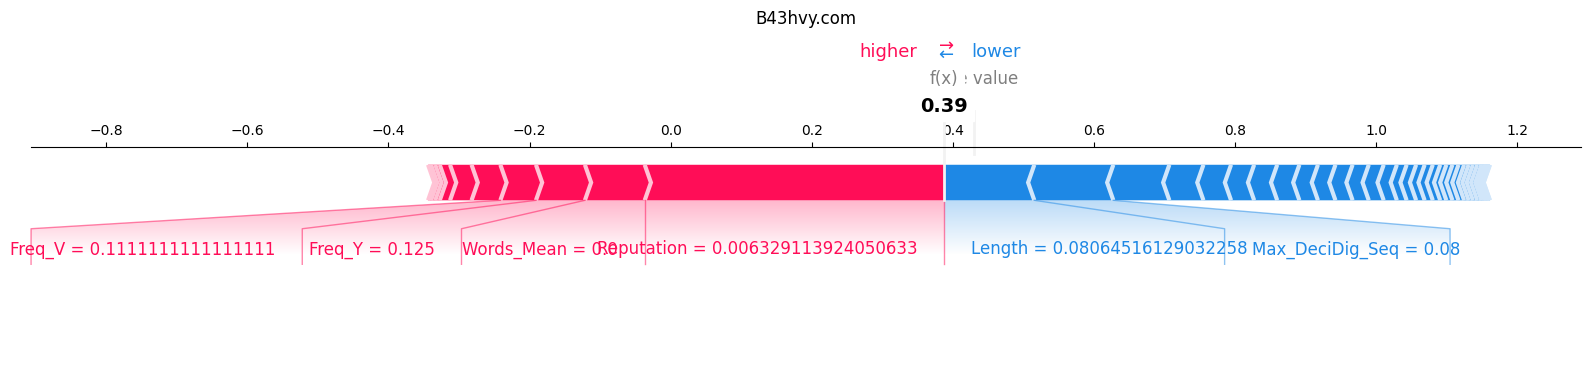 B43hvy.com
higher ⇄ lower
f(x) value
0.39
−0.8 −0.6 −0.4 −0.2 0.0 0.2 0.4 0.6 0.8 1.0 1.2
Freq_V = 0.1111111111111111 Freq_Y = 0.125 Words_Mean = 0.0 Reputation = 0.006329113924050633 Length = 0.08064516129032258 Max_DeciDig_Seq = 0.08